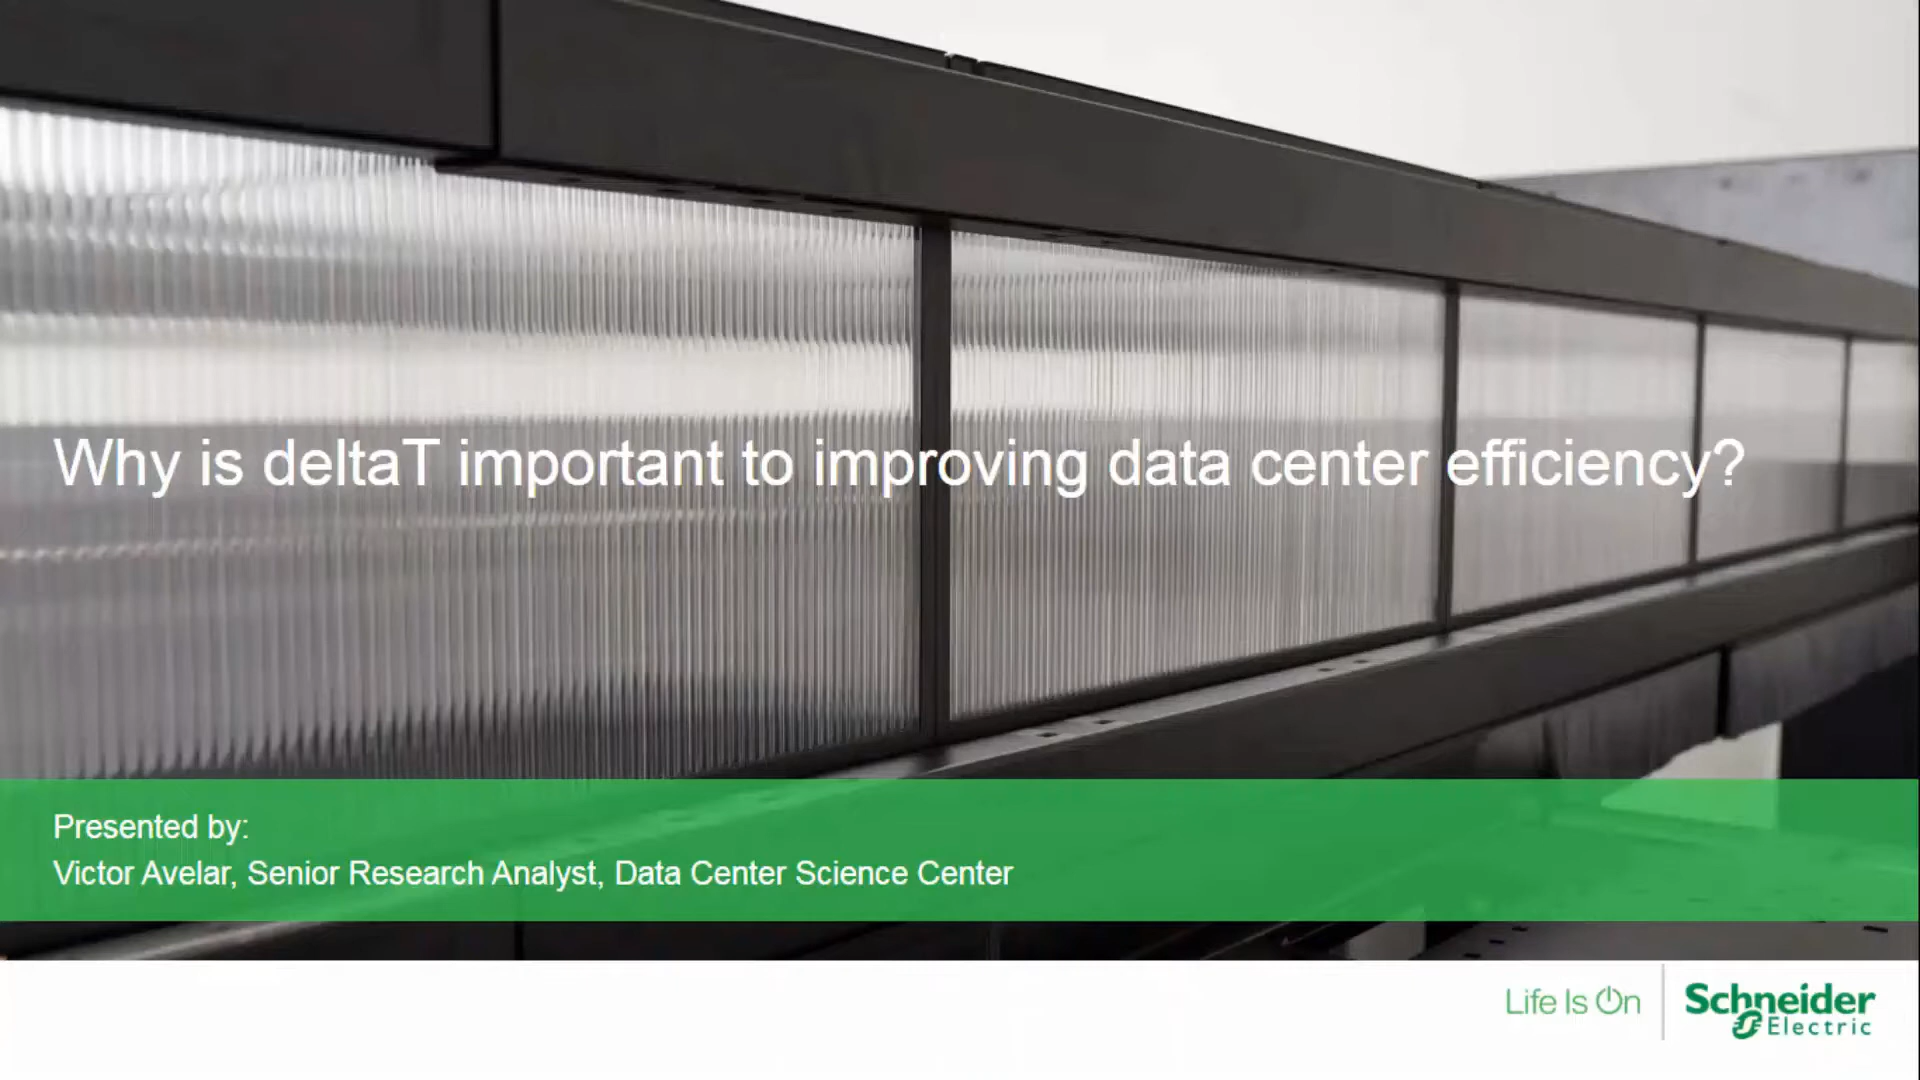 Why is deltaT important to improving data center efficiency?
Presented by:
Victor Avelar, Senior Research Analyst, Data Center Science Center
Life Is On
Schneider
Electric